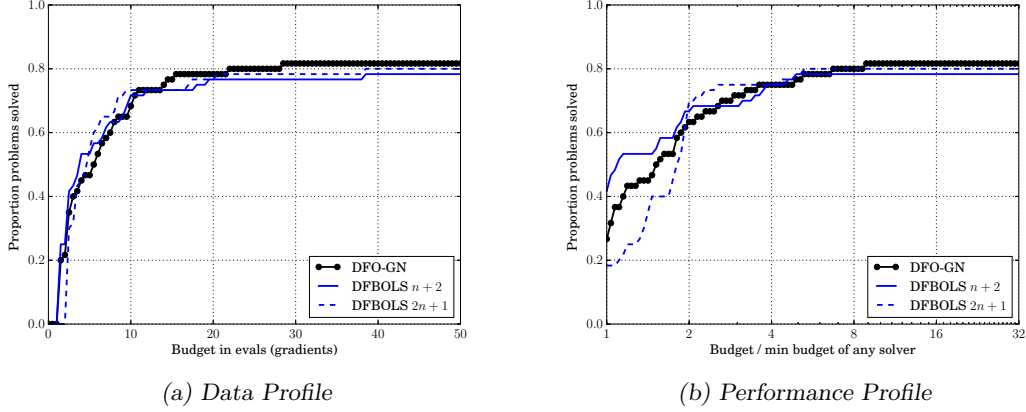 1.0
0.8
0.6
0.4
0.2
0.0
Proportion problems solved
0 10 20 30 40 50
Budget in evals (gradients)
DFO-GN
DFBOLS n + 2
DFBOLS 2n + 1
(a) Data Profile
1.0
0.8
0.6
0.4
0.2
0.0
Proportion problems solved
1 2 4 8 16 32
Budget / min budget of any solver
DFO-GN
DFBOLS n + 2
DFBOLS 2n + 1
(b) Performance Profile